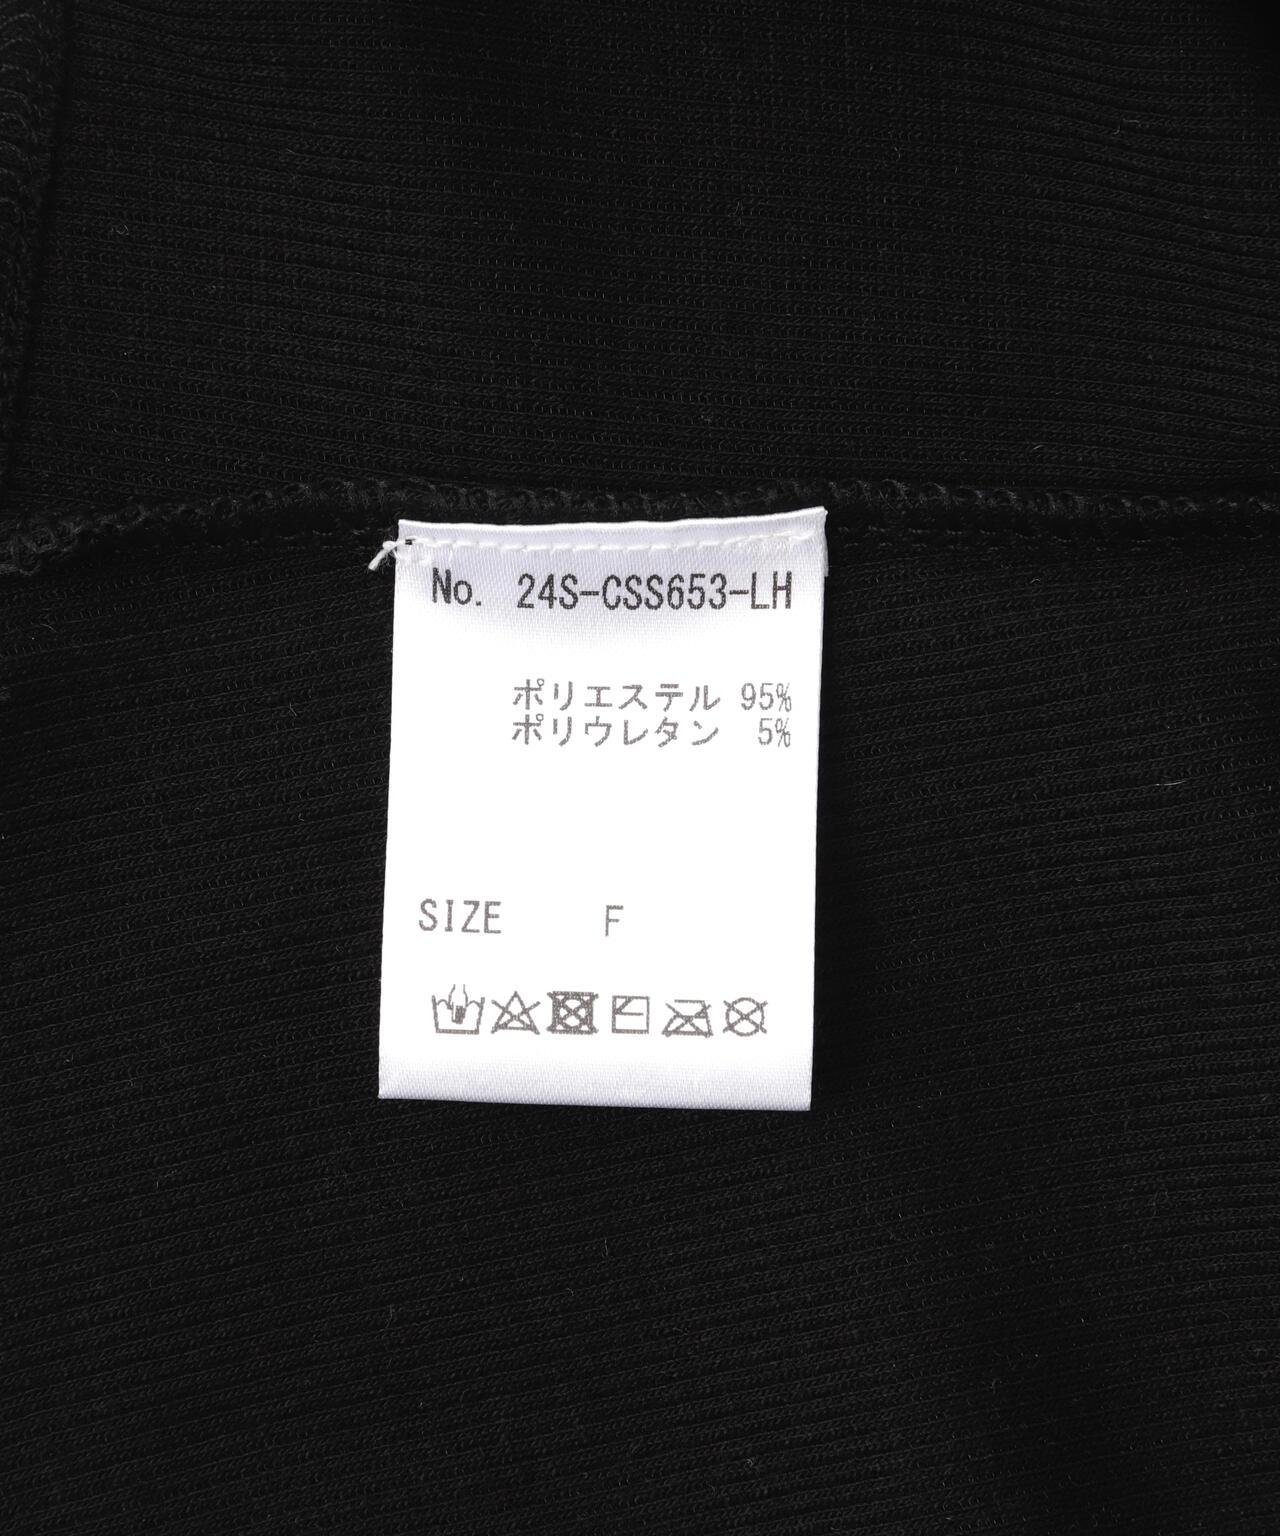 No. 24S-CSS653-LH
ポリエステル 95%
ポリウレタン 5%
SIZE F